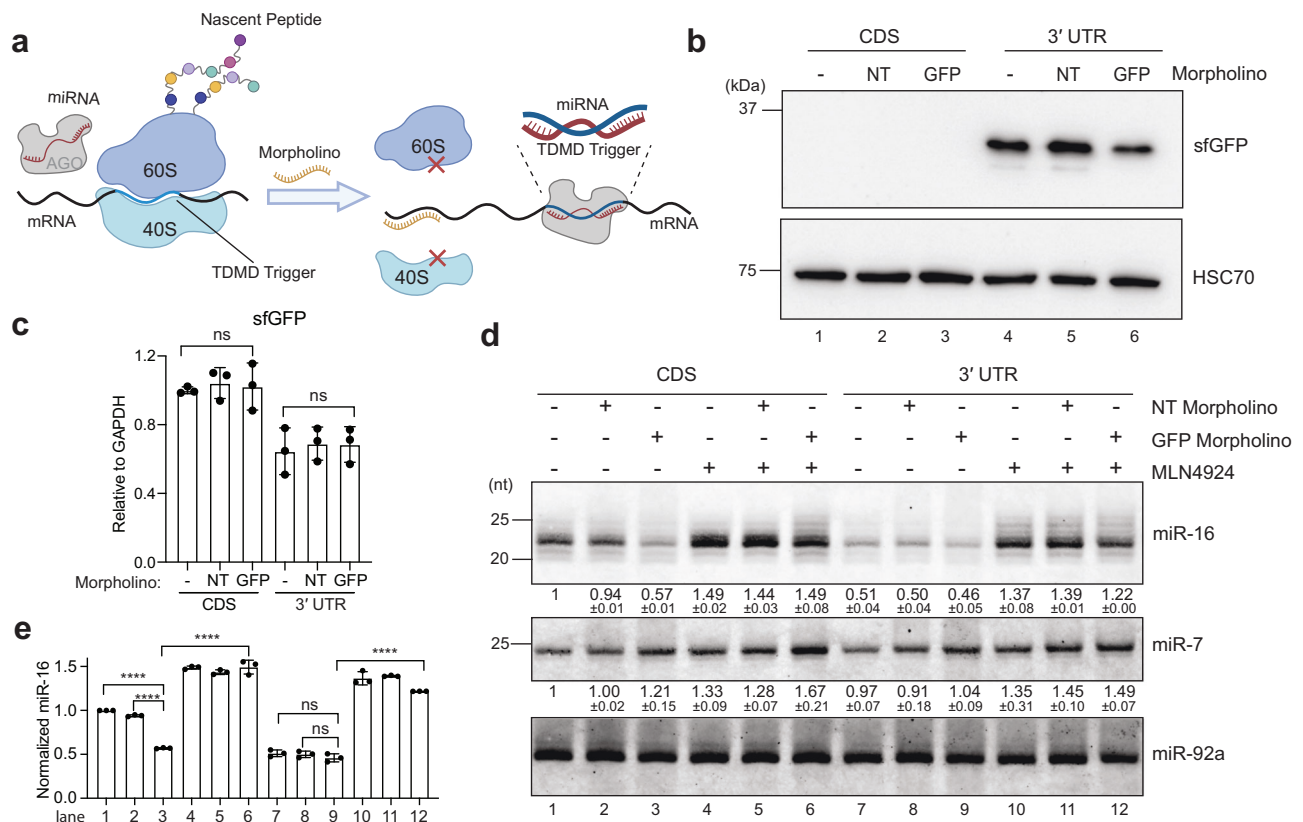 a
Nascent Peptide
miRNA
AGO
60S
mRNA
40S
TDMD Trigger
Morpholino
60S
40S
miRNA
TDMD Trigger
mRNA
b
CDS 3′ UTR
- NT GFP - NT GFP Morpholino
(kDa)
37
sfGFP
75
HSC70
1 2 3 4 5 6
c
sfGFP
Relative to GAPDH
1.2
0.8
0.4
0.0
ns
ns
Morpholino: - NT GFP - NT GFP
CDS 3′ UTR
d
CDS 3′ UTR
- + - - + - - + - - + - NT Morpholino
- - + - - + - - + - - + GFP Morpholino
- - - + + + - - - + + + MLN4924
(nt)
25
20
miR-16
1 0.94 0.57 1.49 1.44 1.49 0.51 0.50 0.46 1.37 1.39 1.22
±0.01 ±0.01 ±0.02 ±0.03 ±0.08 ±0.04 ±0.04 ±0.05 ±0.08 ±0.01 ±0.00
25
miR-7
1 1.00 1.21 1.33 1.28 1.67 0.97 0.91 1.04 1.35 1.45 1.49
±0.02 ±0.15 ±0.09 ±0.07 ±0.21 ±0.07 ±0.18 ±0.09 ±0.31 ±0.10 ±0.07
miR-92a
1 2 3 4 5 6 7 8 9 10 11 12
e
Normalized miR-16
1.5
1.0
0.5
0.0
****
****
****
****
ns
ns
lane 1 2 3 4 5 6 7 8 9 10 11 12